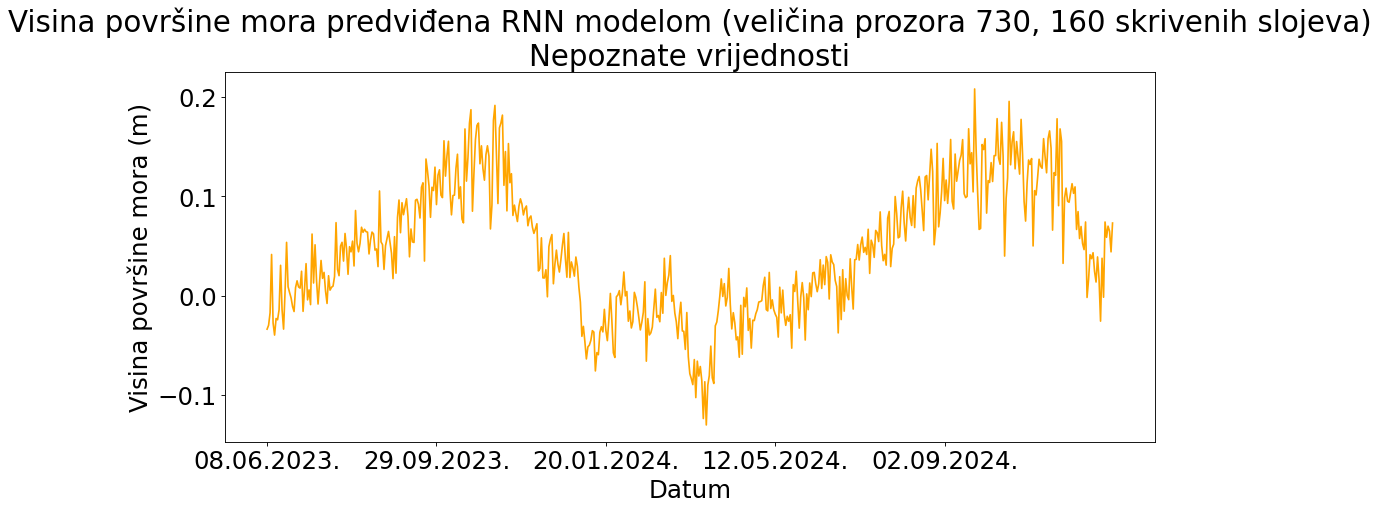 Visina površine mora predviđena RNN modelom (veličina prozora 730, 160 skrivenih slojeva)
Nepoznate vrijednosti
Visina površine mora (m)
0.2
0.1
0.0
−0.1
08.06.2023.
29.09.2023.
20.01.2024.
12.05.2024.
02.09.2024.
Datum